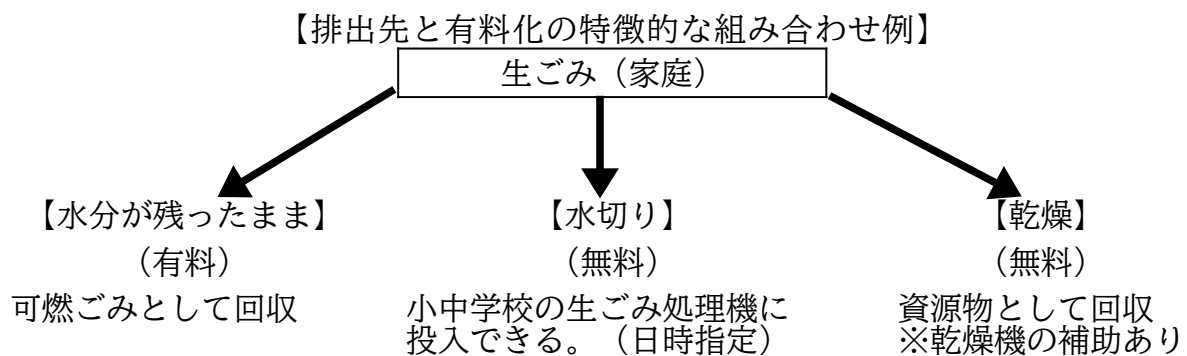 【排出先と有料化の特徴的な組み合わせ例】
生ごみ（家庭）
【水分が残ったまま】
（有料）
可燃ごみとして回収
【水切り】
（無料）
小中学校の生ごみ処理機に
投入できる。（日時指定）
【乾燥】
（無料）
資源物として回収
※乾燥機の補助あり